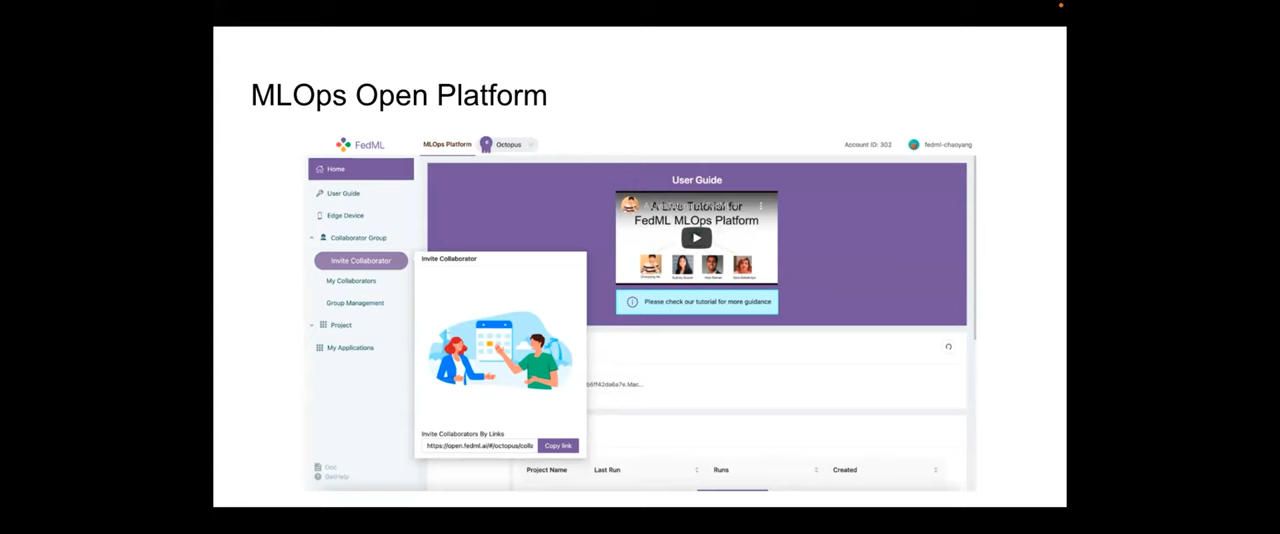 MLOps Open Platform
FedML
MLOps Platform
Octopus
Account ID: 302
fedml-chaoyang
Home
User Guide
Edge Device
Collaborator Group
Invite Collaborator
My Collaborators
Group Management
Project
My Applications
Doc
GetHelp
User Guide
A Live Tutorial for
FedML MLOps Platform
Please check our tutorial for more guidance
Invite Collaborator
Invite Collaborators By Links
https://open.fedml.ai/#/octopus/colla
Copy link
Project Name
Last Run
Runs
Created